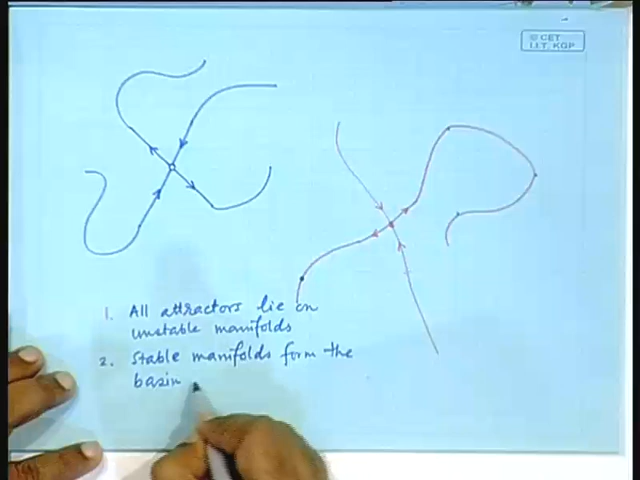 © CET
I.I.T. KGP
1. All attractors lie on
unstable manifolds
2. Stable manifolds form the
basin